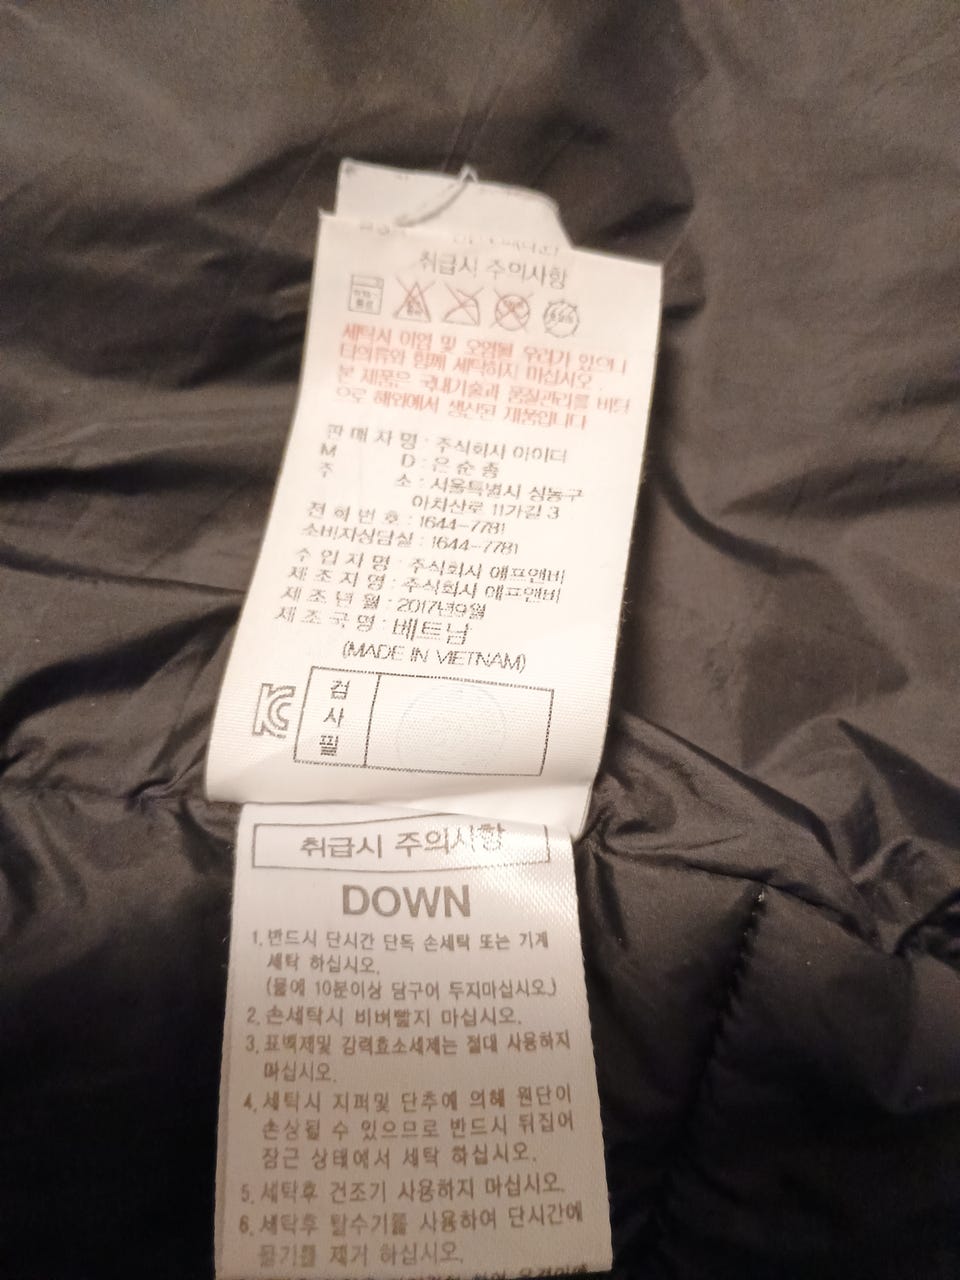 취급시 주의사항
세탁시 이염 및 오염될 우려가 있으니
타의류와 함께 세탁하지 마십시오.
본 제품은 국내기술과 품질관리를 바탕
으로 해외에서 생산된 제품입니다
판 매 자 명 : 주식회사 아이더
M D : 은순종
주 소 : 서울특별시 성동구
아차산로 11가길 3
전 화 번 호 : 1644-7781
소비자상담실 : 1644-7781
수 입 자 명 : 주식회사 에프앤비
제 조 자 명 : 주식회사 에프앤비
제 조 년 월 : 2017년9월
제 조 국 명 : 베트남
(MADE IN VIETNAM)
검
사
필
취급시 주의사항
DOWN
1. 반드시 단시간 단독 손세탁 또는 기계
세탁 하십시오.
(물에 10분이상 담구어 두지마십시오.)
2. 손세탁시 비벼빨지 마십시오.
3. 표백제및 강력효소세제는 절대 사용하지
마십시오.
4. 세탁시 지퍼및 단추에 의해 원단이
손상될 수 있으므로 반드시 뒤집어
잠근 상태에서 세탁 하십시오.
5. 세탁후 건조기 사용하지 마십시오.
6. 세탁후 탈수기를 사용하여 단시간에
물기를 제거 하십시오.